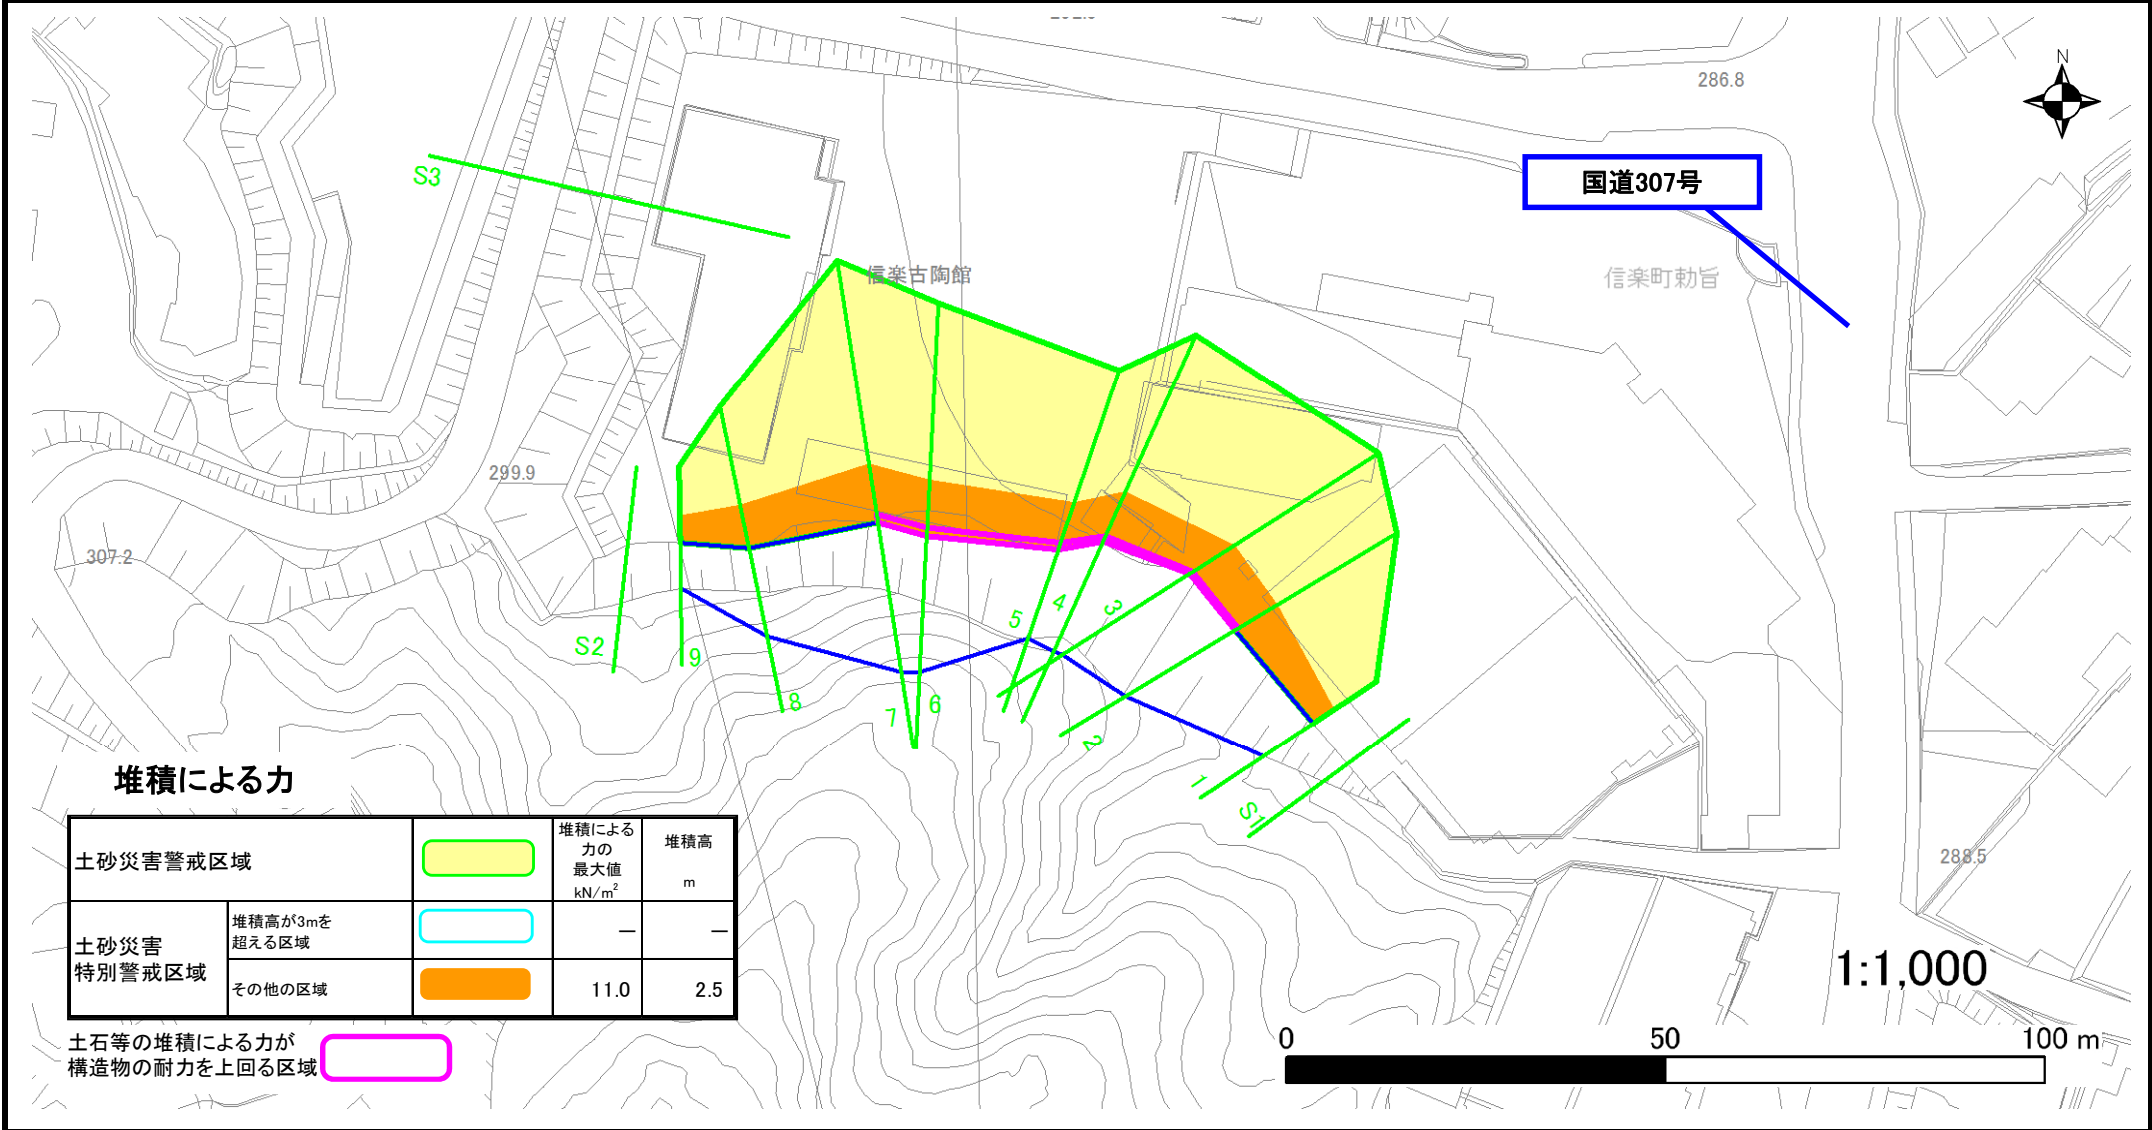 286.8
N
国道307号
S3
信楽古陶館
信楽町勅旨
299.9
307.2
S2
9
8
7
6
5
4
3
2
1
S1
288.5
堆積による力
土砂災害警戒区域
堆積による
力の
最大値
kN/m²
堆積高
m
土砂災害
特別警戒区域
堆積高が3mを
超える区域
—
—
その他の区域
11.0
2.5
土石等の堆積による力が
構造物の耐力を上回る区域
1:1,000
0
50
100 m